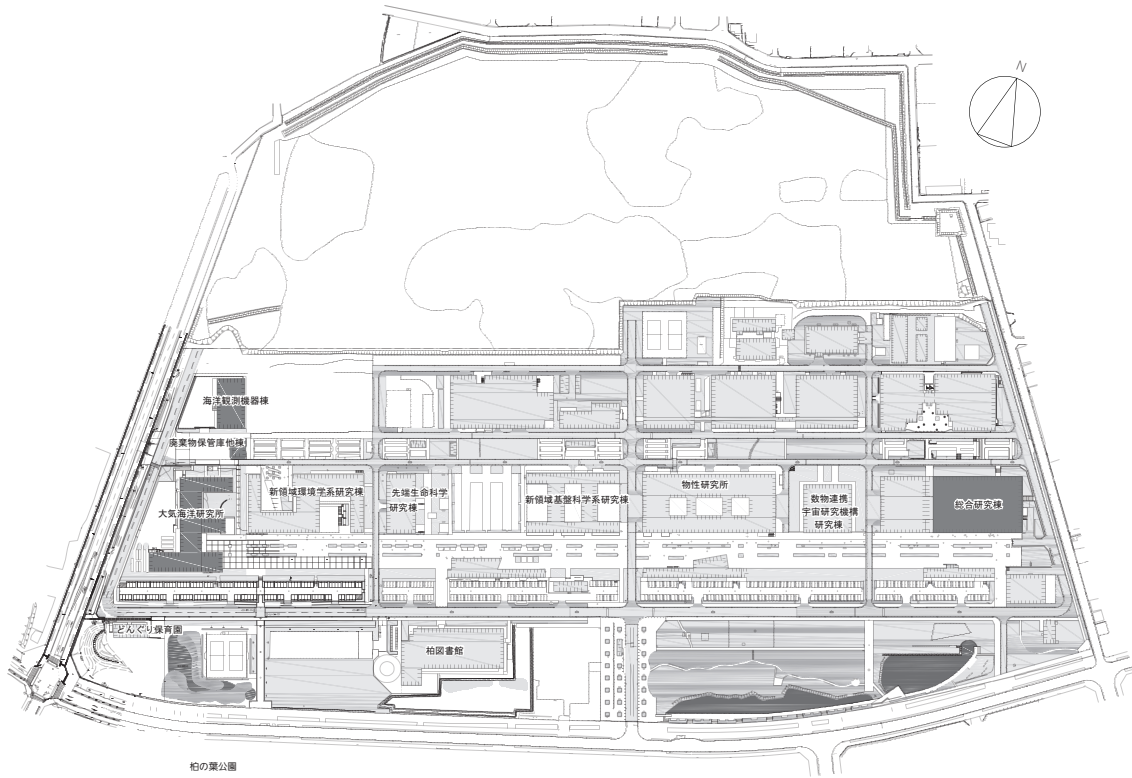 N
海洋観測機器棟
廃棄物保管庫他棟
新領域環境学系研究棟
大気海洋研究所
先端生命科学
研究棟
新領域基盤科学系研究棟
物性研究所
数物連携
宇宙研究機構
研究棟
総合研究棟
どんぐり保育園
柏図書館
柏の葉公園